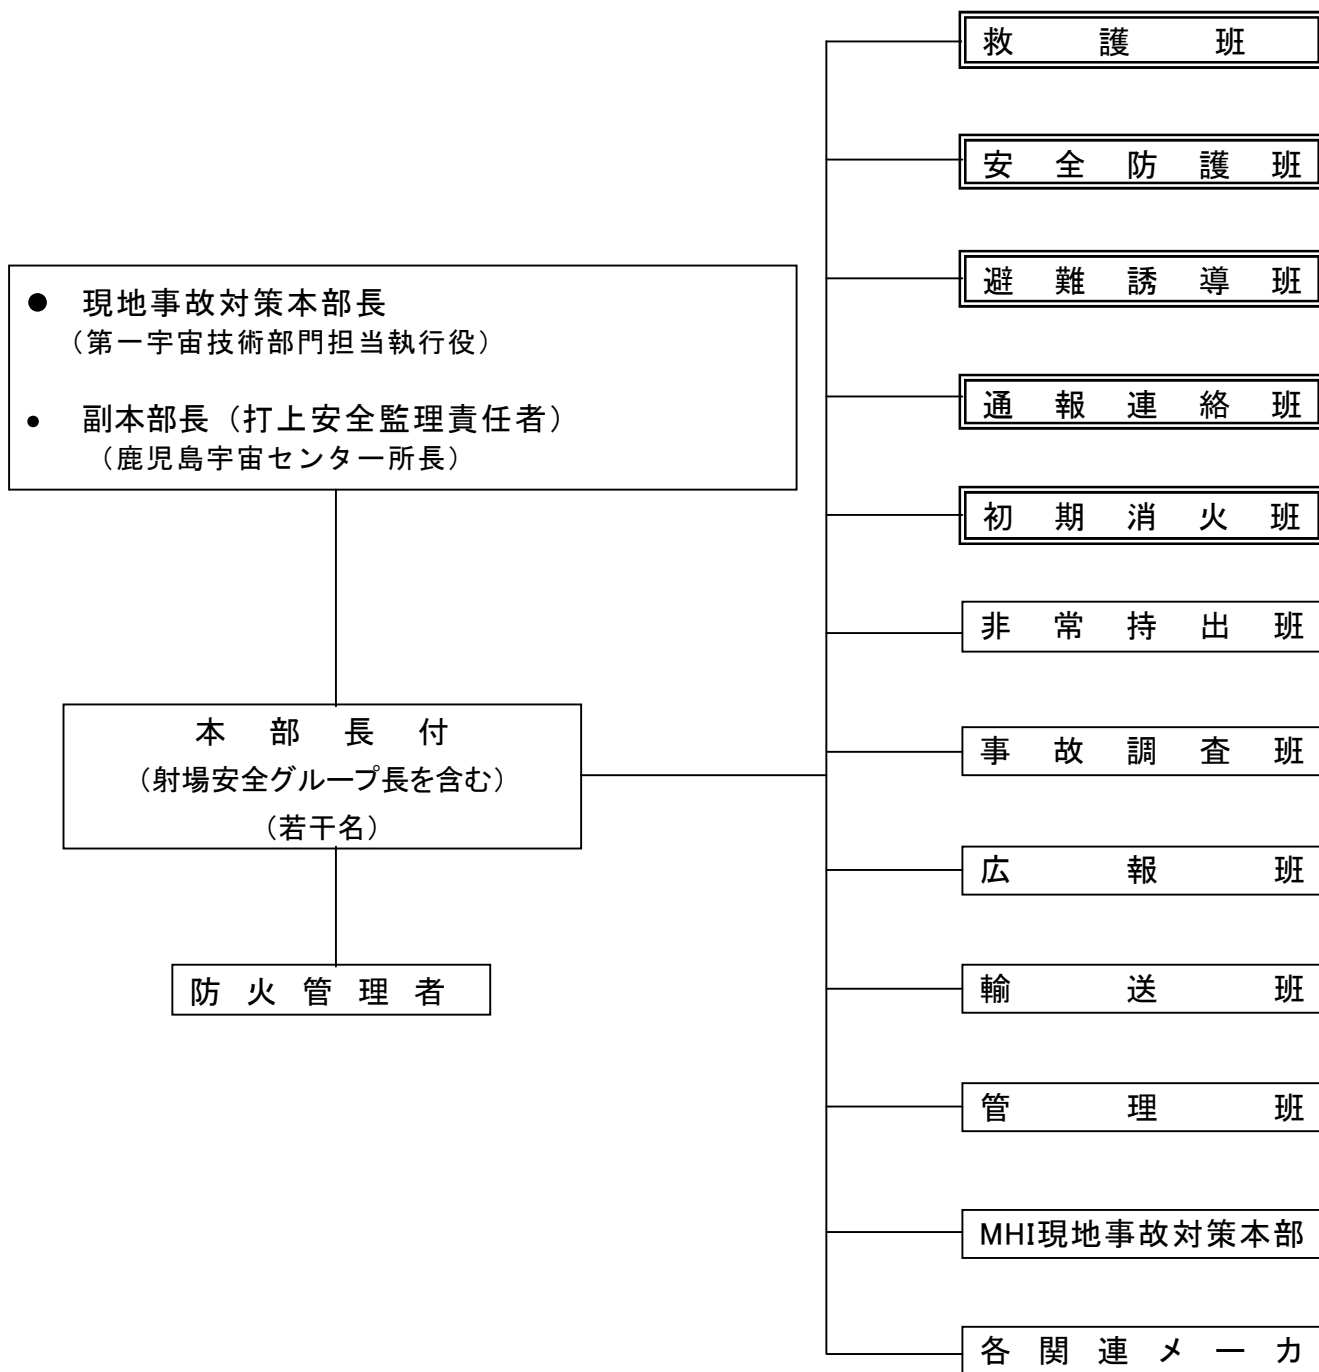 ● 現地事故対策本部長
（第一宇宙技術部門担当執行役）
● 副本部長（打上安全監理責任者）
（鹿児島宇宙センター所長）
本部長付
（射場安全グループ長を含む）
（若干名）
防火管理者
救護班
安全防護班
避難誘導班
通報連絡班
初期消火班
非常持出班
事故調査班
広報班
輸送班
管理班
MHI現地事故対策本部
各関連メーカ